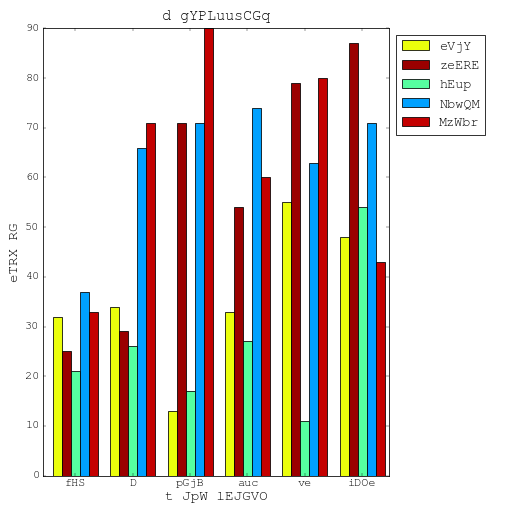 d gYPLuusCGq
eVjY
zeERE
hEup
NbwQM
MzWbr
eTRX RG
90
80
70
60
50
40
30
20
10
0
fHS D pGjB auc ve iDOe
t JpW lEJGVO